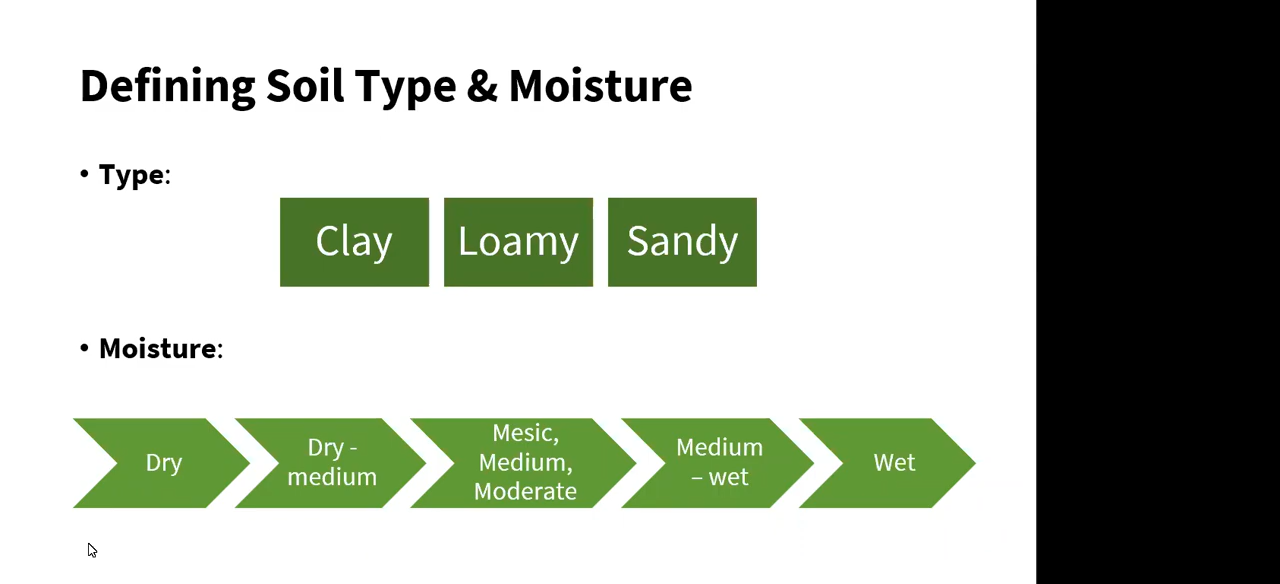 Defining Soil Type & Moisture
• Type:
Clay
Loamy
Sandy
• Moisture:
Dry
Dry -
medium
Mesic,
Medium,
Moderate
Medium
– wet
Wet